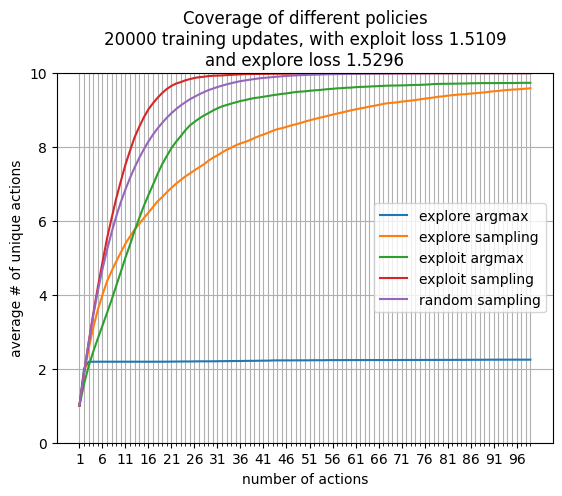 Coverage of different policies
20000 training updates, with exploit loss 1.5109
and explore loss 1.5296
10
8
6
4
2
0
average # of unique actions
explore argmax
explore sampling
exploit argmax
exploit sampling
random sampling
1 6 11 16 21 26 31 36 41 46 51 56 61 66 71 76 81 86 91 96
number of actions